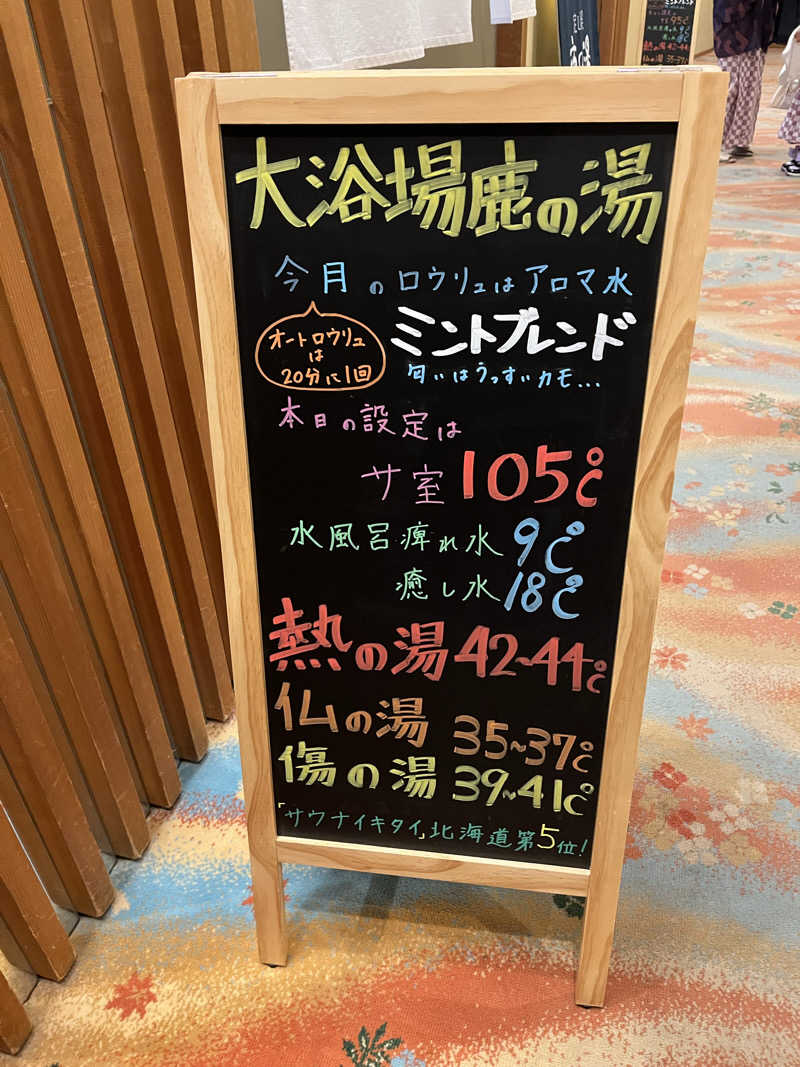 大浴場鹿の湯
今月のロウリュはアロマ水
オートロウリュ
は
20分に1回
ミントブレンド
匂いはうっすいカモ...
本日の設定は
サ室 105℃
水風呂痺れ水 9℃
癒し水 18℃
熱の湯 42~44℃
仏の湯 35~37℃
傷の湯 39~41℃
「サウナイキタイ」北海道第5位!